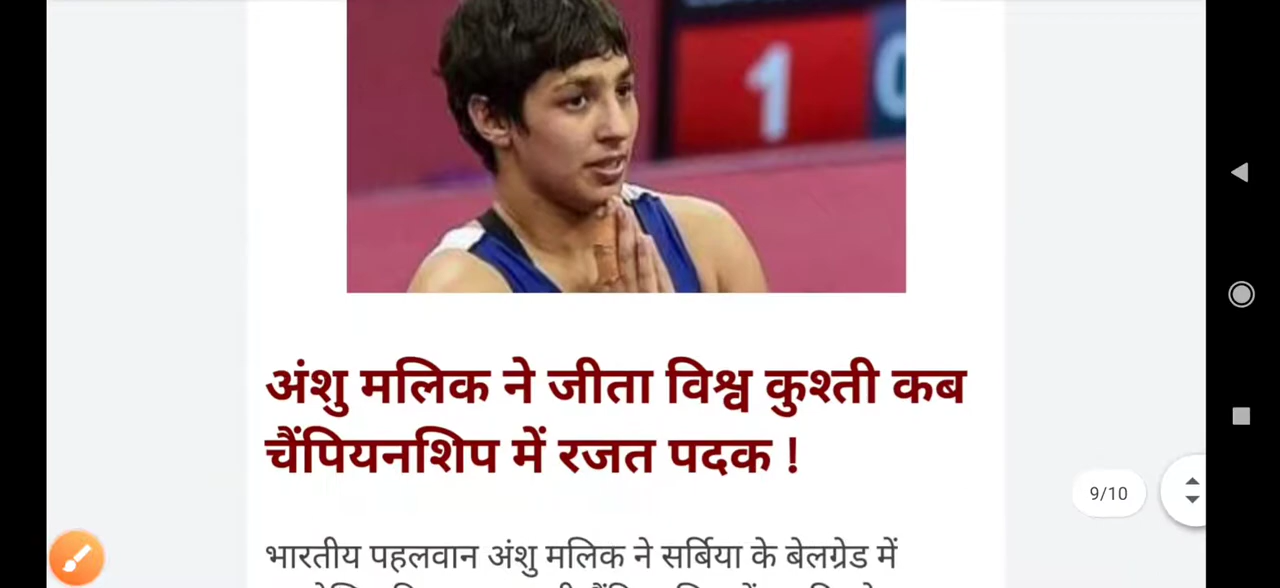 1
अंशु मलिक ने जीता विश्व कुश्ती कब
चैंपियनशिप में रजत पदक !
9/10
भारतीय पहलवान अंशु मलिक ने सर्बिया के बेलग्रेड में